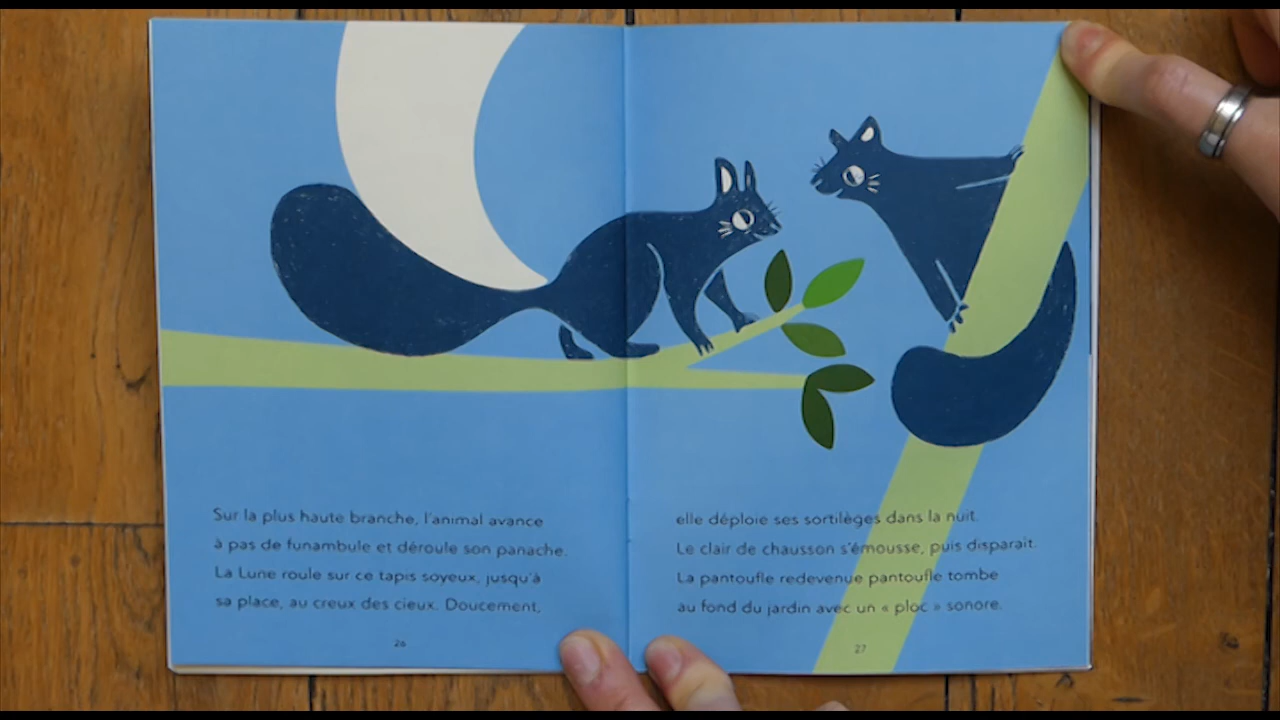 Sur la plus haute branche, l'animal avance
à pas de funambule et déroule son panache.
La Lune roule sur ce tapis soyeux, jusqu'à
sa place, au creux des cieux. Doucement,
26
elle déploie ses sortilèges dans la nuit.
Le clair de chausson s'émousse, puis disparait.
La pantoufle redevenue pantoufle tombe
au fond du jardin avec un « ploc » sonore.
27